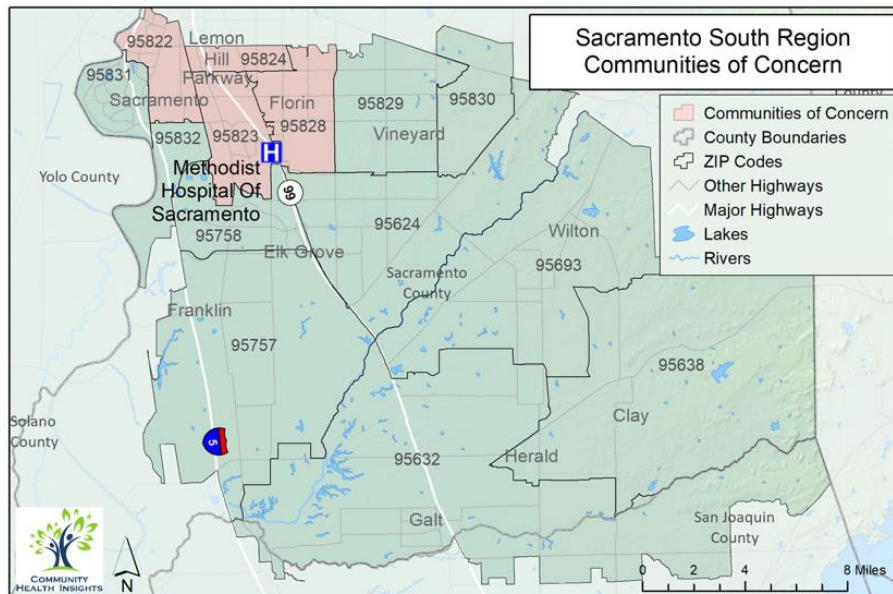 Sacramento South Region
Communities of Concern
Communities of Concern
County Boundaries
ZIP Codes
Other Highways
Major Highways
Lakes
Rivers
95822
Lemon
Hill
95824
Parkway
95831
Sacramento
Florin
95829
95830
95832
95823
95828
Vineyard
H
Methodist
Hospital Of
Sacramento
Yolo County
99
95624
Wilton
95758
Elk Grove
Sacramento
County
95693
Franklin
95757
95638
Solano
County
Clay
5
95632
Herald
Galt
San Joaquin
County
COMMUNITY
HEALTH INSIGHTS
N
0 2 4 8 Miles